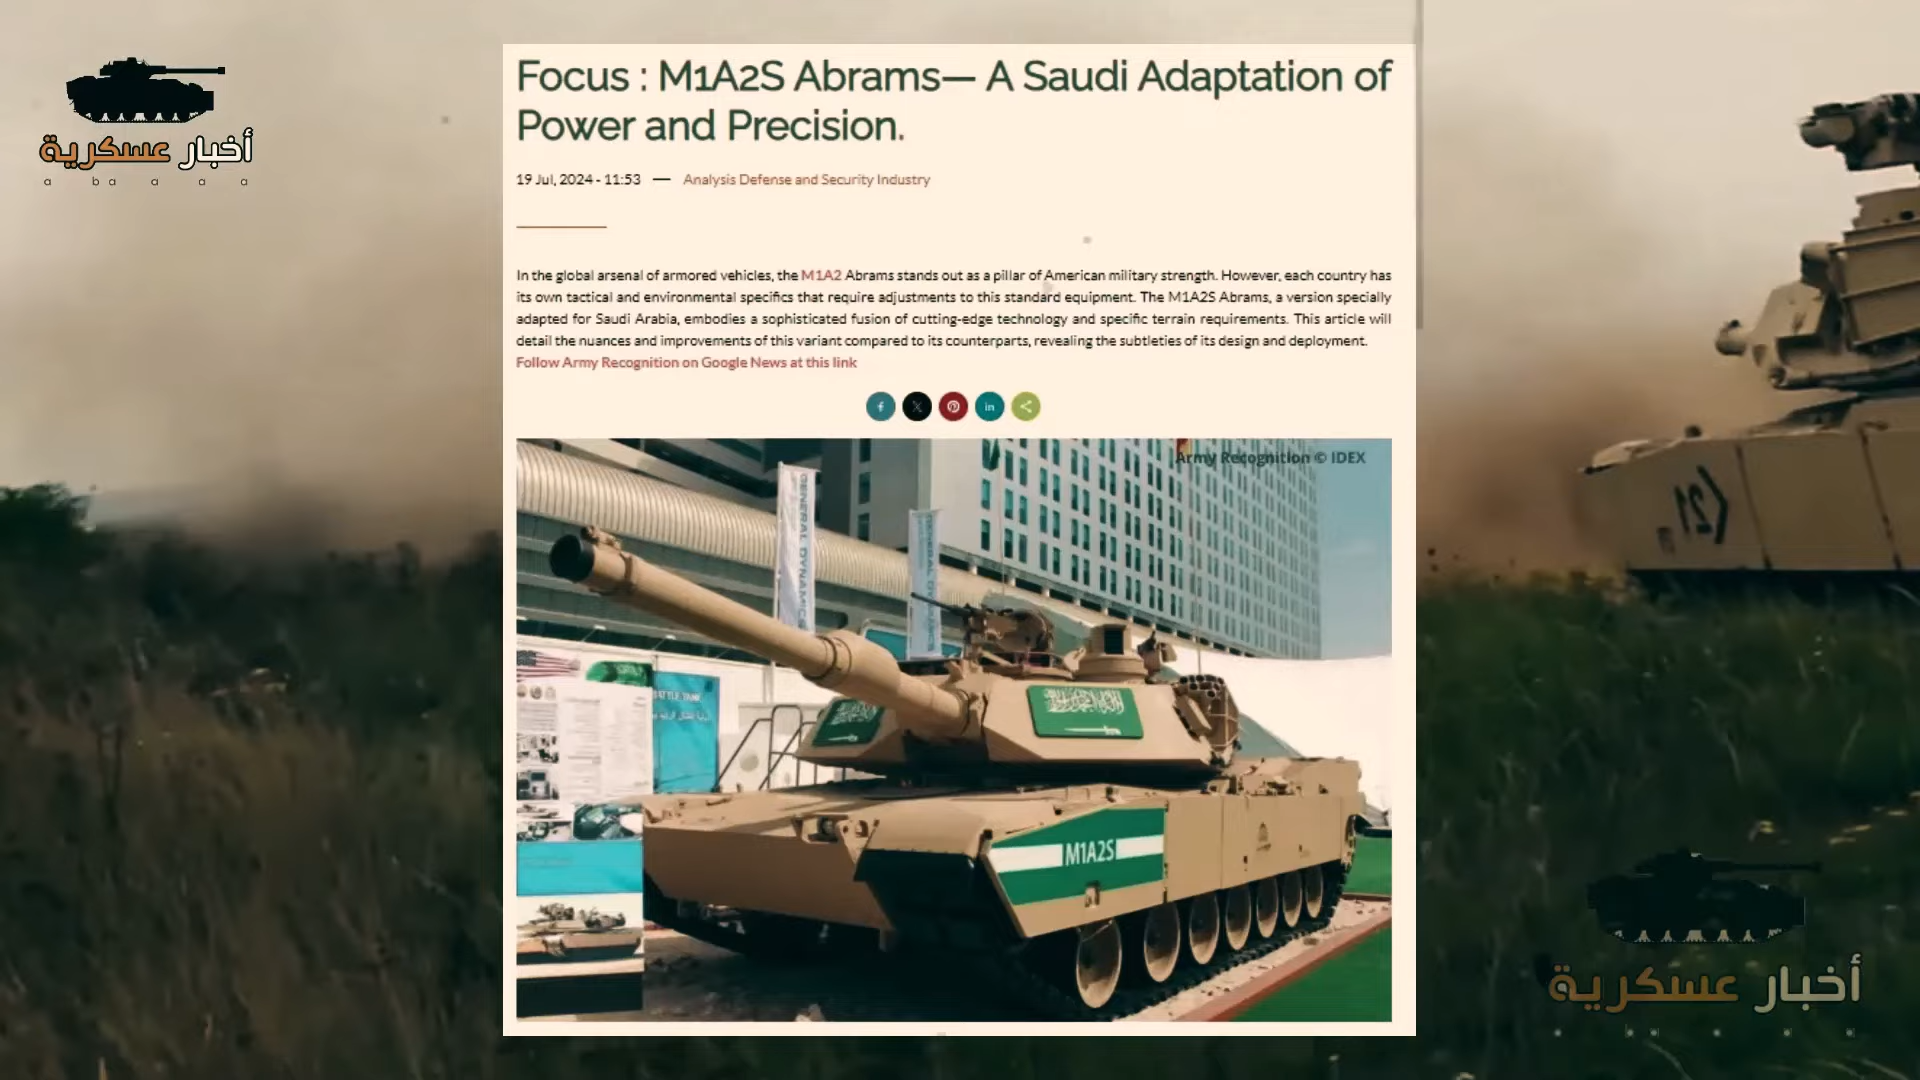 أخبار عسكرية
Focus : M1A2S Abrams— A Saudi Adaptation of
Power and Precision.
19 Jul, 2024 - 11:53 — Analysis Defense and Security Industry
In the global arsenal of armored vehicles, the M1A2 Abrams stands out as a pillar of American military strength. However, each country has
its own tactical and environmental specifics that require adjustments to this standard equipment. The M1A2S Abrams, a version specially
adapted for Saudi Arabia, embodies a sophisticated fusion of cutting-edge technology and specific terrain requirements. This article will
detail the nuances and improvements of this variant compared to its counterparts, revealing the subtleties of its design and deployment.
Follow Army Recognition on Google News at this link
Army Recognition © IDEX
GENERAL DYNAMICS
GENERAL DYNAMICS
BATTLE TANK
M1A2S
أخبار عسكرية